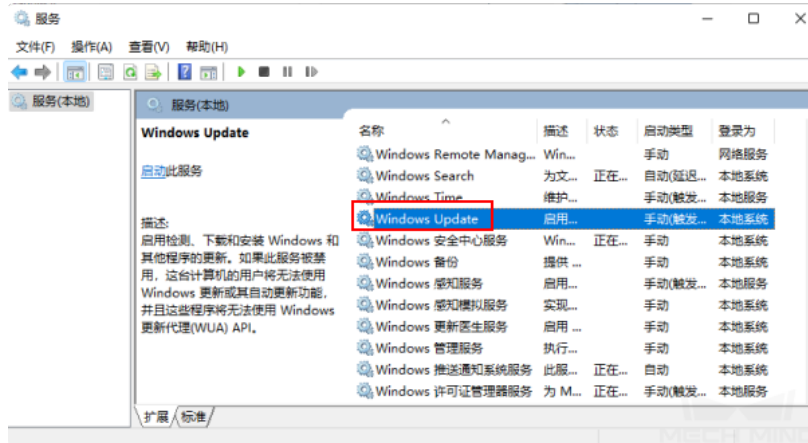 服务
文件(F) 操作(A) 查看(V) 帮助(H)
服务(本地)
服务(本地)
Windows Update
启动此服务
描述:
启用检测、下载和安装 Windows 和
其他程序的更新。如果此服务被禁
用，这台计算机的用户将无法使用
Windows 更新或其自动更新功能，
并且这些程序将无法使用 Windows
更新代理(WUA) API。
名称 描述 状态 启动类型 登录为
Windows Remote Manag... Win... 手动 网络服务
Windows Search 为文... 正在... 自动(延迟... 本地系统
Windows Time 维护... 手动(触发... 本地服务
Windows Update 启用... 手动(触发... 本地系统
Windows 安全中心服务 Win... 正在... 手动 本地系统
Windows 备份 提供 ... 手动 本地系统
Windows 感知服务 启用... 手动(触发... 本地服务
Windows 感知模拟服务 实现... 手动 本地系统
Windows 更新医生服务 启用 ... 手动 本地系统
Windows 管理服务 执行... 手动 本地系统
Windows 推送通知系统服务 此服... 正在... 自动 本地系统
Windows 许可证管理器服务 为 M... 正在... 手动(触发... 本地服务
扩展 标准
MECH MIND